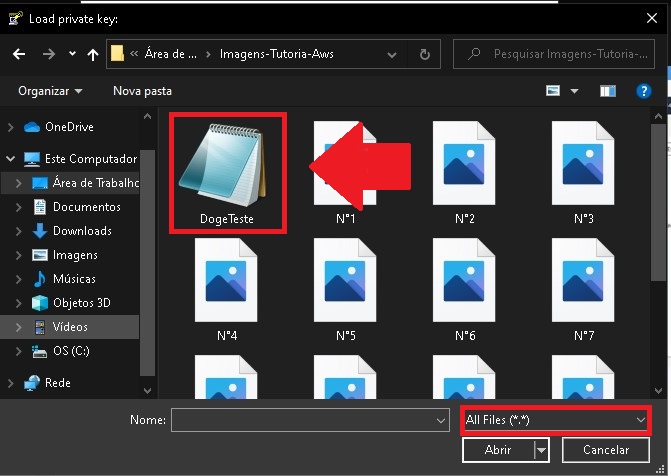 Load private key:
« Área de ... › Imagens-Tutoria-Aws
Pesquisar Imagens-Tutoria-...
Organizar
Nova pasta
OneDrive
Este Computador
Área de Trabalho
Documentos
Downloads
Imagens
Músicas
Objetos 3D
Vídeos
OS (C:)
Rede
DogeTeste
N°1
N°2
N°3
N°4
N°5
N°6
N°7
Nome:
All Files (*.*)
Abrir
Cancelar